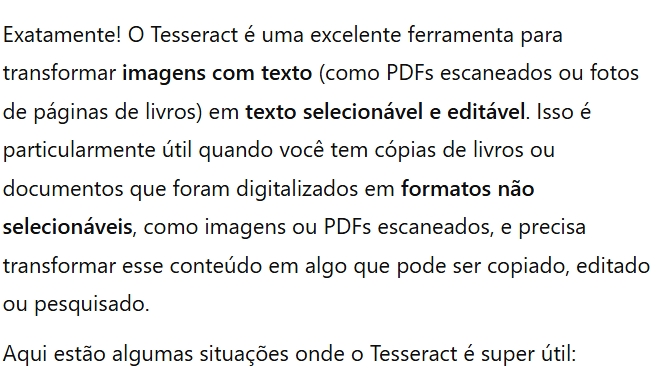 Exatamente! O Tesseract é uma excelente ferramenta para
transformar imagens com texto (como PDFs escaneados ou fotos
de páginas de livros) em texto selecionável e editável. Isso é
particularmente útil quando você tem cópias de livros ou
documentos que foram digitalizados em formatos não
selecionáveis, como imagens ou PDFs escaneados, e precisa
transformar esse conteúdo em algo que pode ser copiado, editado
ou pesquisado.
Aqui estão algumas situações onde o Tesseract é super útil: